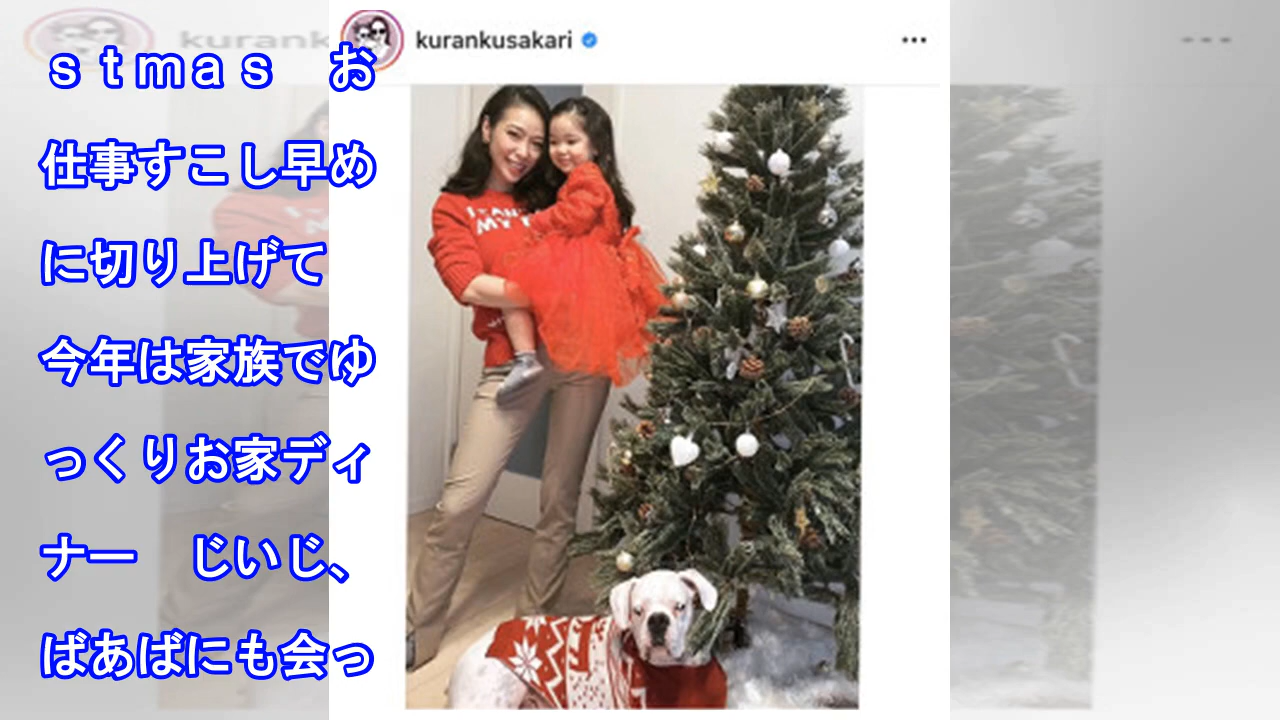 kurankusakari
ｓｔｍａｓ　お
仕事すこし早め
に切り上げて
今年は家族でゆ
っくりお家ディ
ナー　じいじ、
ばあばにも会っ